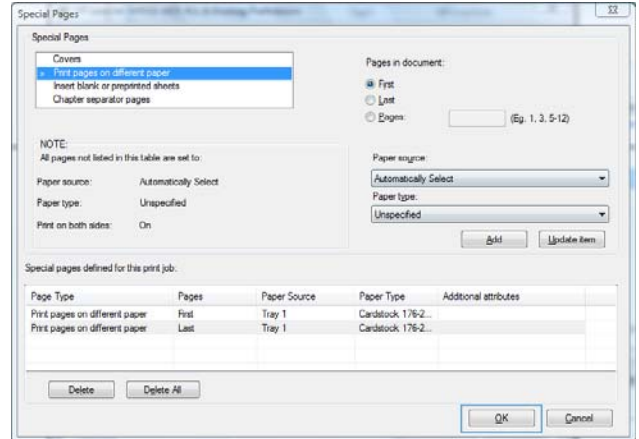 Special Pages
Special Pages
Covers
Print pages on different paper
Insert blank or preprinted sheets
Chapter separator pages
Pages in document:
First
Last
Pages: (Eg. 1, 3, 5-12)
NOTE:
All pages not listed in this table are set to:
Paper source: Automatically Select
Paper type: Unspecified
Print on both sides: On
Paper source:
Automatically Select
Paper type:
Unspecified
Add Update item
Special pages defined for this print job.
Page Type Pages Paper Source Paper Type Additional attributes
Print pages on different paper First Tray 1 Cardstock 176-2...
Print pages on different paper Last Tray 1 Cardstock 176-2...
Delete Delete All
OK Cancel